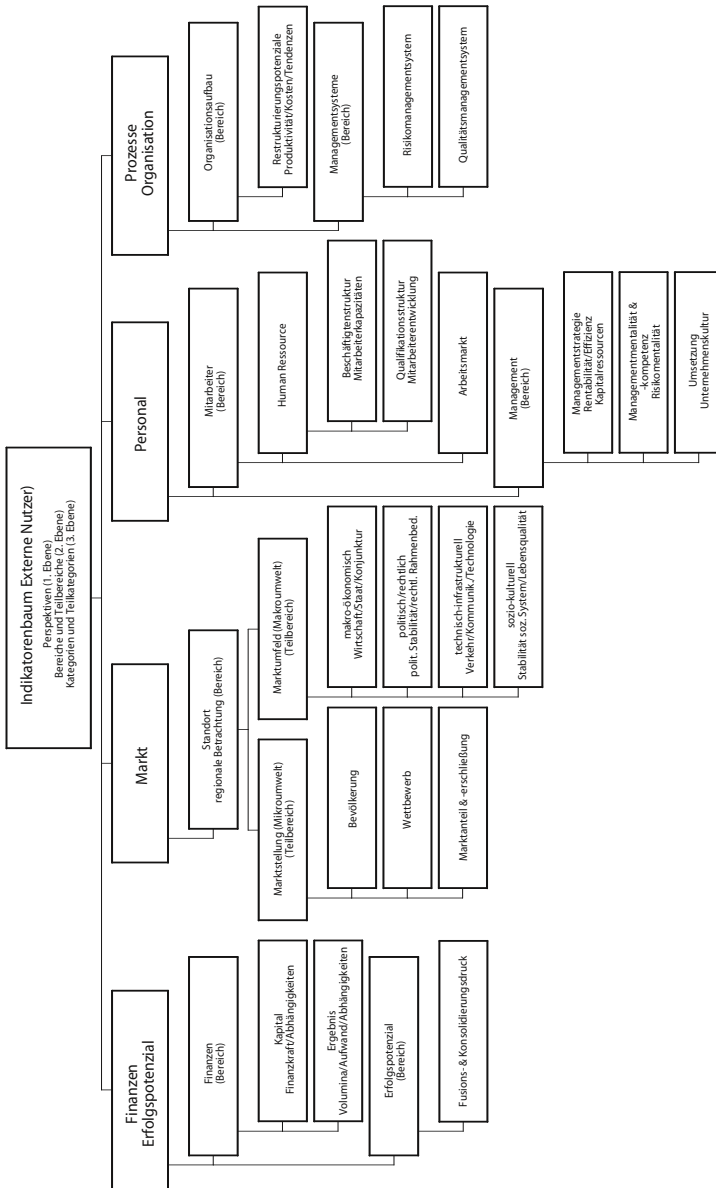 Indikatorenbaum Externe Nutzer)
Perspektiven (1. Ebene)
Bereiche und Teilbereiche (2. Ebene)
Kategorien und Teilkategorien (3. Ebene)
Finanzen
Erfolgspotenzial
Finanzen
(Bereich)
Kapital
Finanzkraft/Abhängigkeiten
Ergebnis
Volumina/Aufwand/Abhängigkeiten
Erfolgspotenzial
(Bereich)
Fusions- & Konsolidierungsdruck
Markt
Standort
regionale Betrachtung (Bereich)
Marktstellung (Mikroumwelt)
(Teilbereich)
Bevölkerung
Wettbewerb
Marktanteil & -erschließung
Marktumfeld (Makroumwelt)
(Teilbereich)
makro-ökonomisch
Wirtschaft/Staat/Konjunktur
politisch/rechtlich
polit. Stabilität/rechtl. Rahmenbed.
technisch-infrastrukturell
Verkehr/Kommunik./Technologie
sozio-kulturell
Stabilität soz. System/Lebensqualität
Personal
Mitarbeiter
(Bereich)
Human Ressource
Beschäftigtenstruktur
Mitarbeiterkapazitäten
Qualifikationsstruktur
Mitarbeiterentwicklung
Arbeitsmarkt
Management
(Bereich)
Managementstrategie
Rentabilität/Effizienz
Kapitalressourcen
Managementmentalität &
-kompetenz
Risikomentalität
Umsetzung
Unternehmenskultur
Prozesse
Organisation
Organisationsaufbau
(Bereich)
Restrukturierungspotenziale
Produktivität/Kosten/Tendenzen
Managementsysteme
(Bereich)
Risikomanagementsystem
Qualitätsmanagementsystem